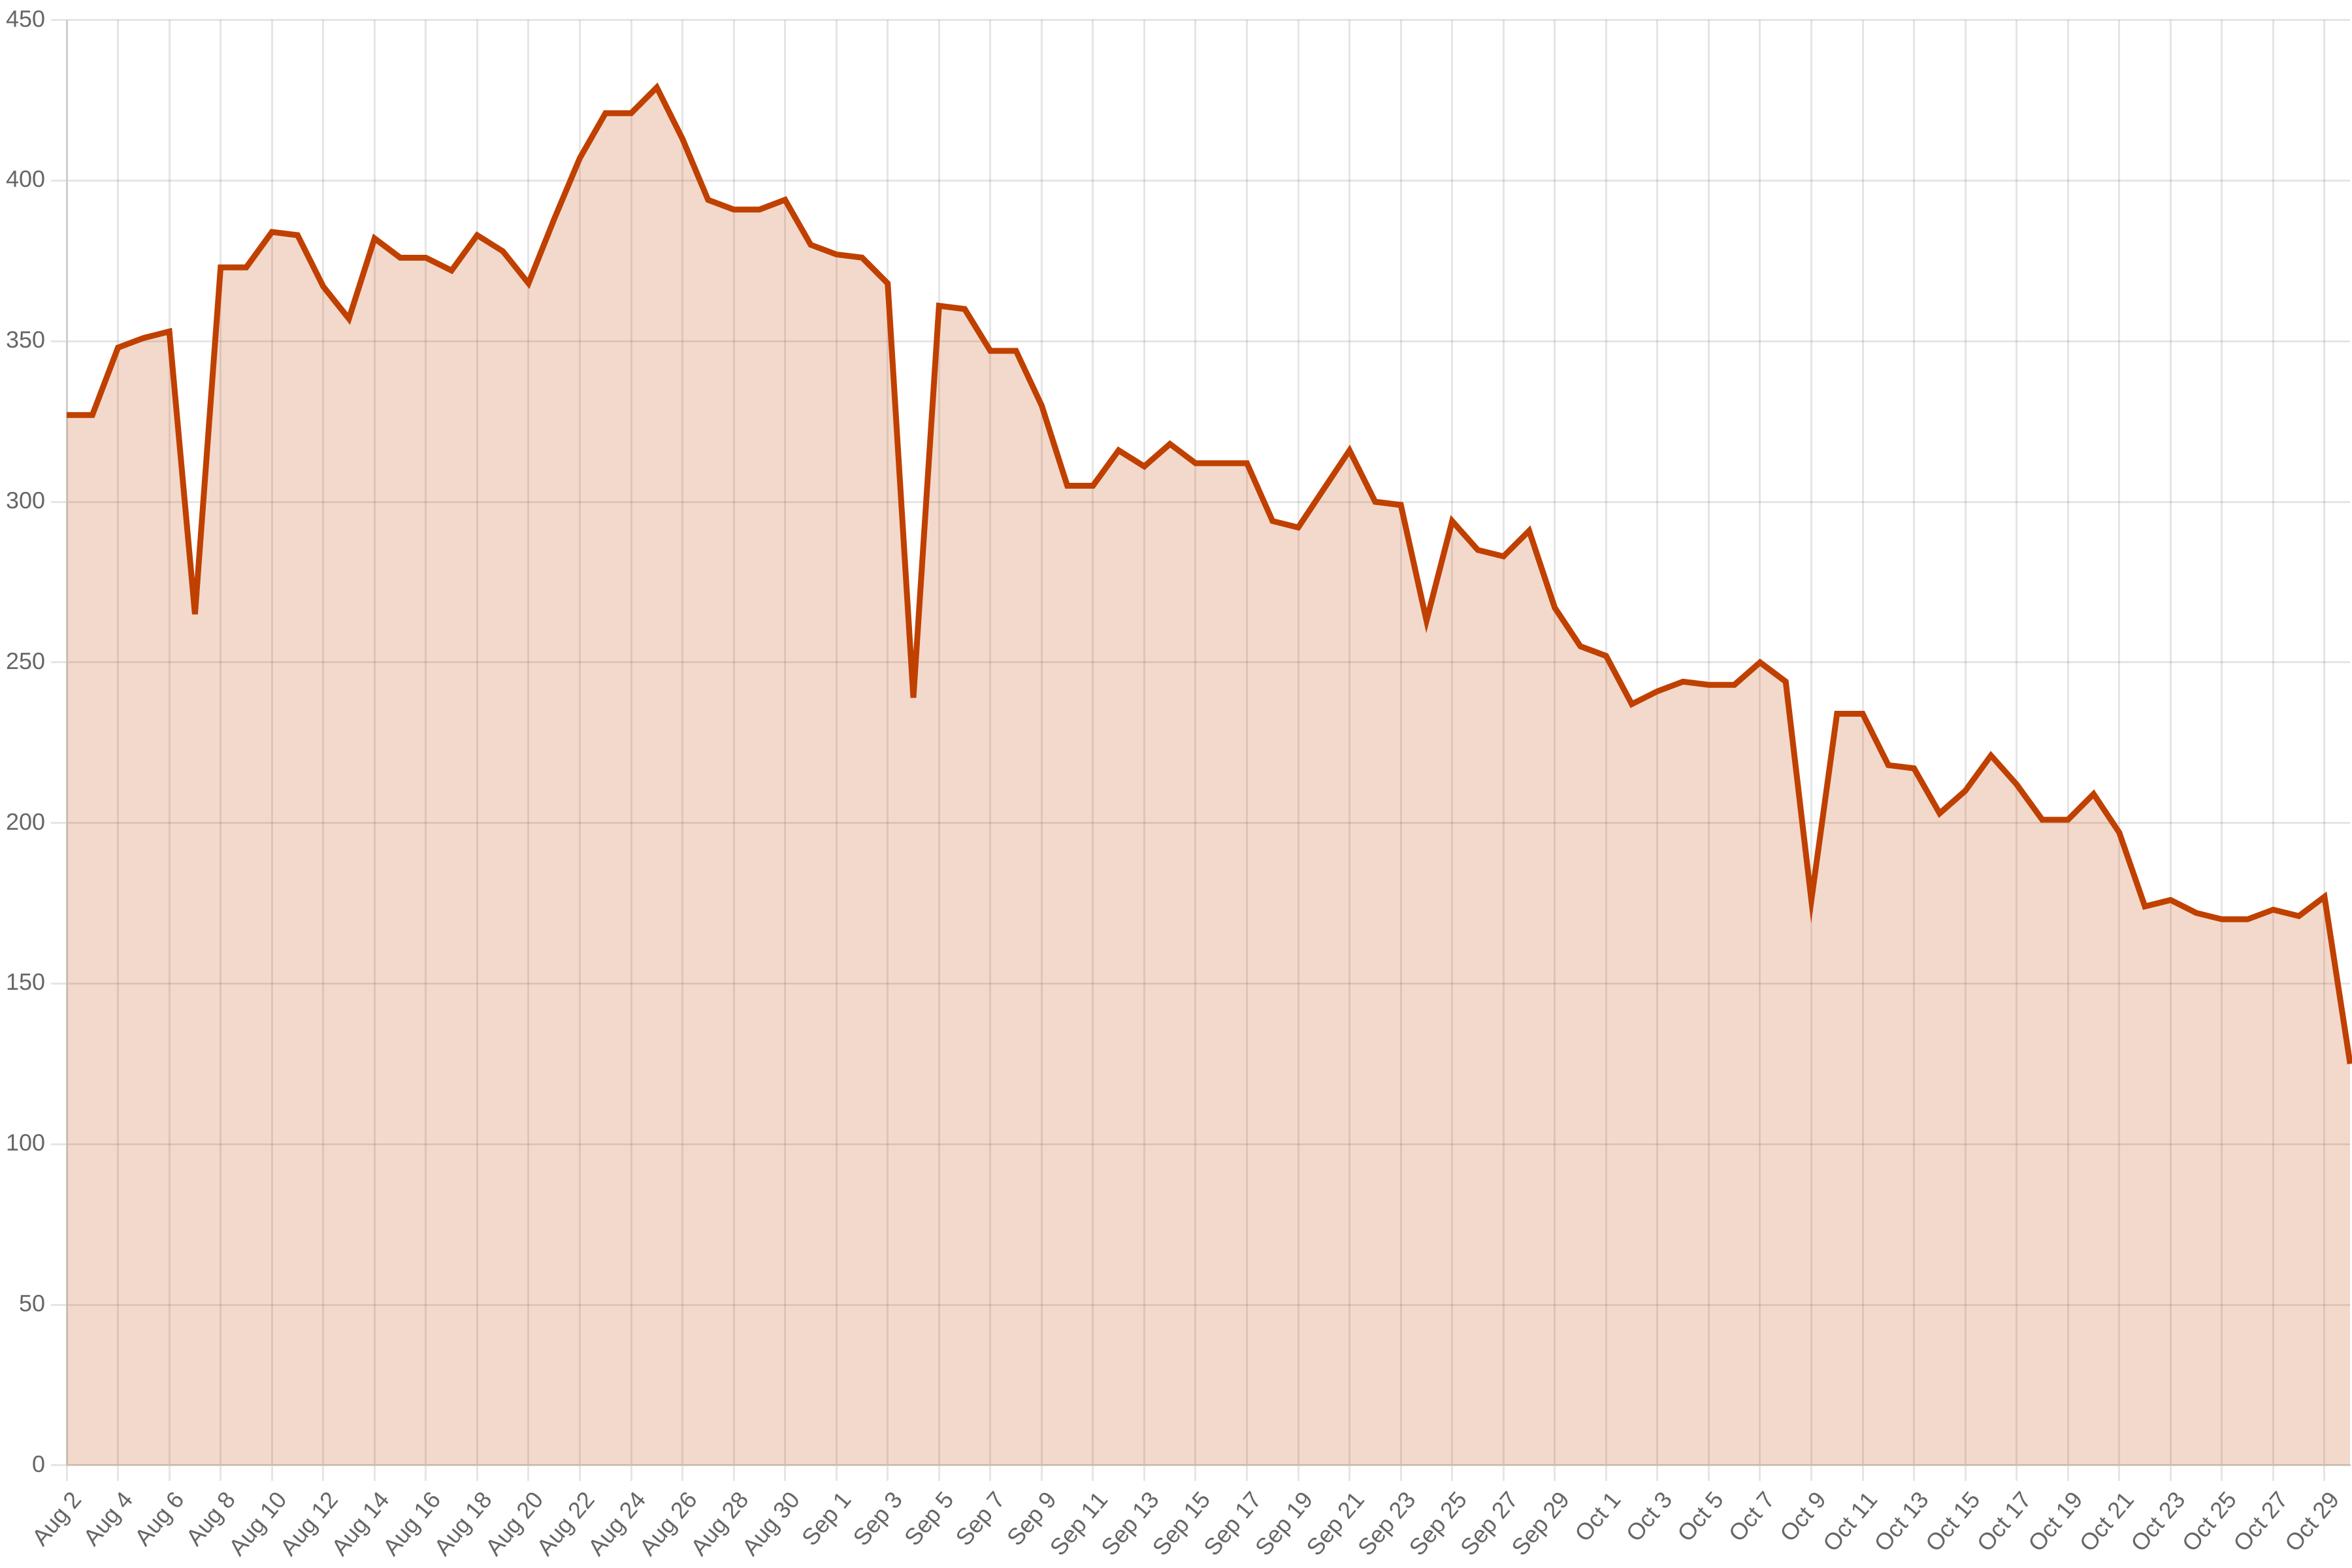 450
400
350
300
250
200
150
100
50
0
Aug 2
Aug 4
Aug 6
Aug 8
Aug 10
Aug 12
Aug 14
Aug 16
Aug 18
Aug 20
Aug 22
Aug 24
Aug 26
Aug 28
Aug 30
Sep 1
Sep 3
Sep 5
Sep 7
Sep 9
Sep 11
Sep 13
Sep 15
Sep 17
Sep 19
Sep 21
Sep 23
Sep 25
Sep 27
Sep 29
Oct 1
Oct 3
Oct 5
Oct 7
Oct 9
Oct 11
Oct 13
Oct 15
Oct 17
Oct 19
Oct 21
Oct 23
Oct 25
Oct 27
Oct 29